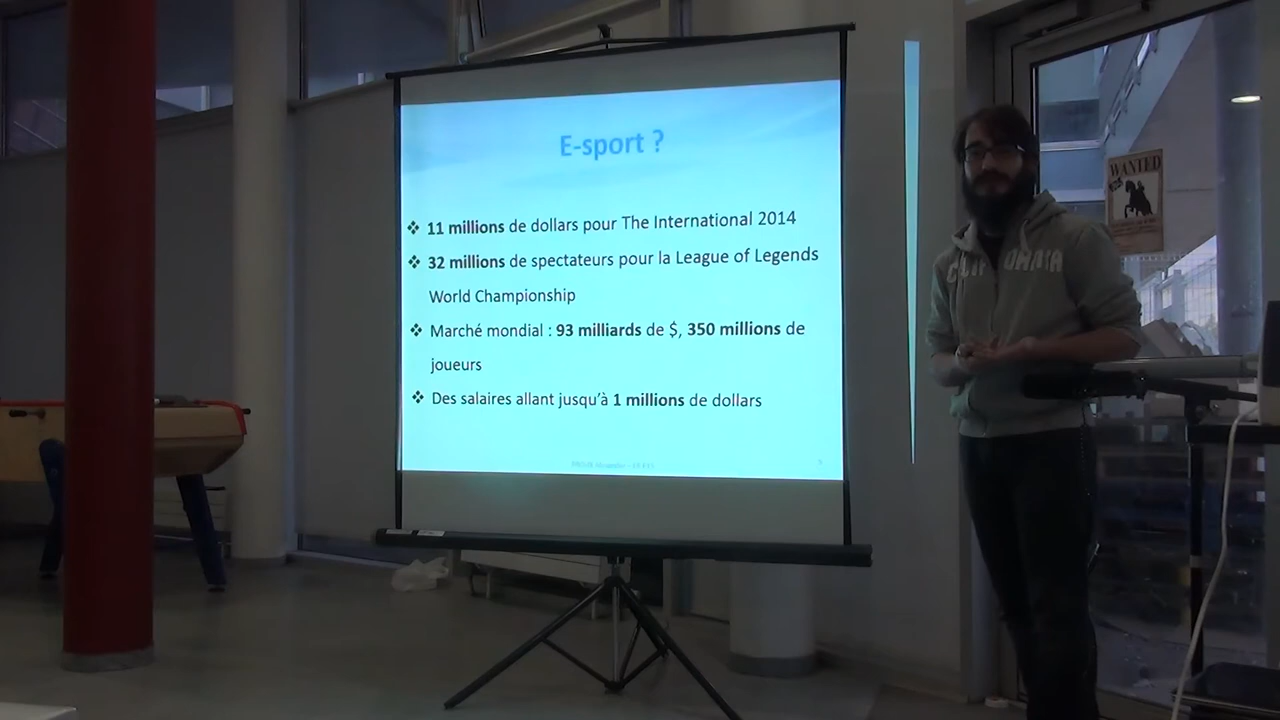 E-sport ?
❖ 11 millions de dollars pour The International 2014
❖ 32 millions de spectateurs pour la League of Legends
World Championship
❖ Marché mondial : 93 milliards de $, 350 millions de
joueurs
❖ Des salaires allant jusqu'à 1 millions de dollars
WANTED